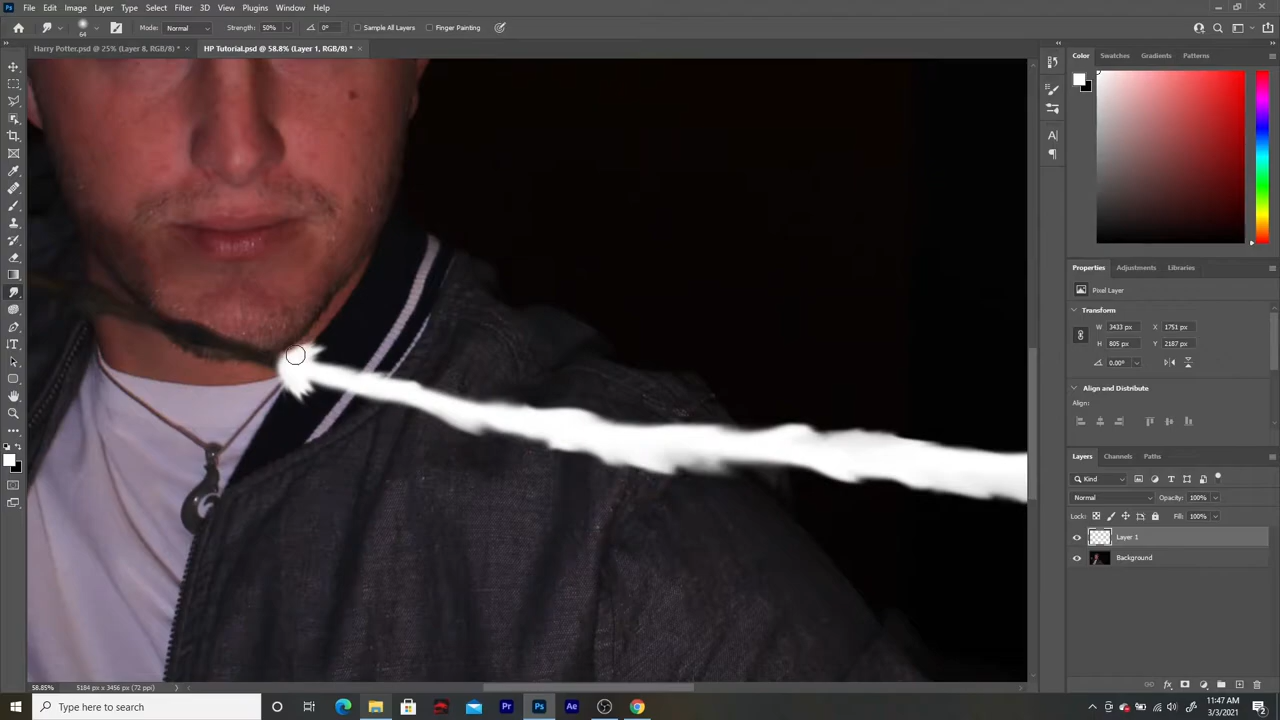 File Edit Image Layer Type Select Filter 3D View Plugins Window Help
64 Mode: Normal Strength: 50% 0° Sample All Layers Finger Painting
Harry Potter.psd @ 25% (Layer 8, RGB/8) * × HP Tutorial.psd @ 58.8% (Layer 1, RGB/8) * ×
Color Swatches Gradients Patterns
Properties Adjustments Libraries
Pixel Layer
Transform
W 3433 px X 1751 px
H 805 px Y 2187 px
0.00°
Align and Distribute
Align:
Layers Channels Paths
Kind
Normal Opacity: 100%
Lock: Fill: 100%
Layer 1
Background
58.85% 5184 px x 3456 px (72 ppi)
Type here to search
11:47 AM
3/3/2021